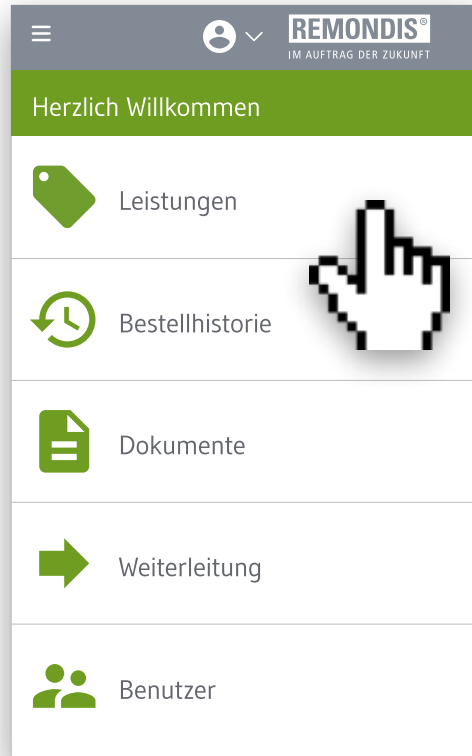 REMONDIS®
IM AUFTRAG DER ZUKUNFT
Herzlich Willkommen
Leistungen
Bestellhistorie
Dokumente
Weiterleitung
Benutzer